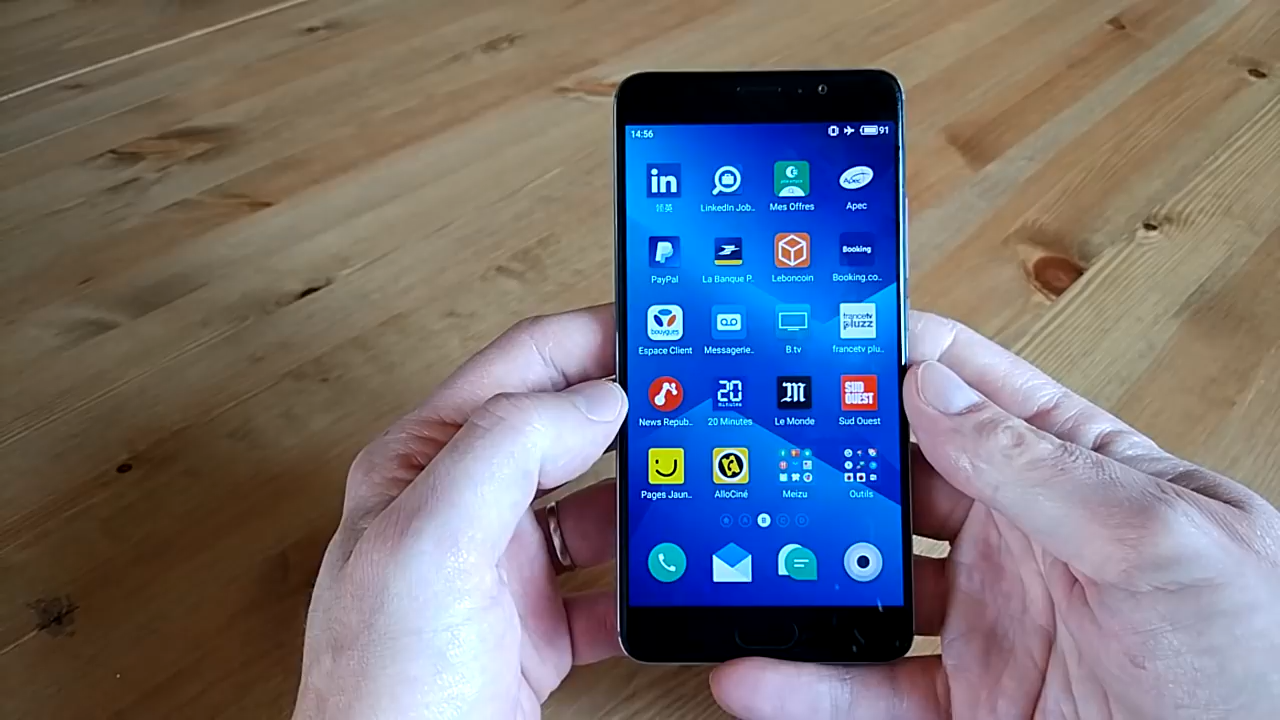 14:56 91
in
领英 LinkedIn Job.. Mes Offres Apec
Apec
PayPal La Banque P.. Leboncoin Booking.co..
Booking
bouygues francetv pluzz
Espace Client Messagerie.. B.tv francetv plu..
20 minutes M SUD OUEST
News Repub.. 20 Minutes Le Monde Sud Ouest
Pages Jaun.. AlloCiné Meizu Outils
A B C D